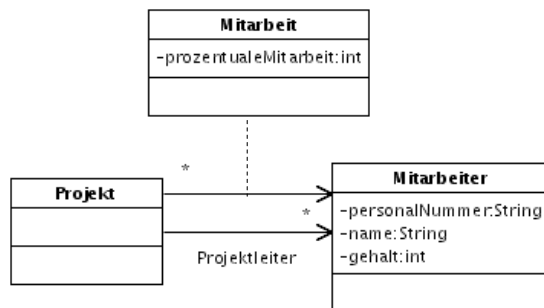 Mitarbeit
-prozentualeMitarbeit:int
*
Projekt
*
Projektleiter
Mitarbeiter
-personalNummer:String
-name:String
-gehalt:int